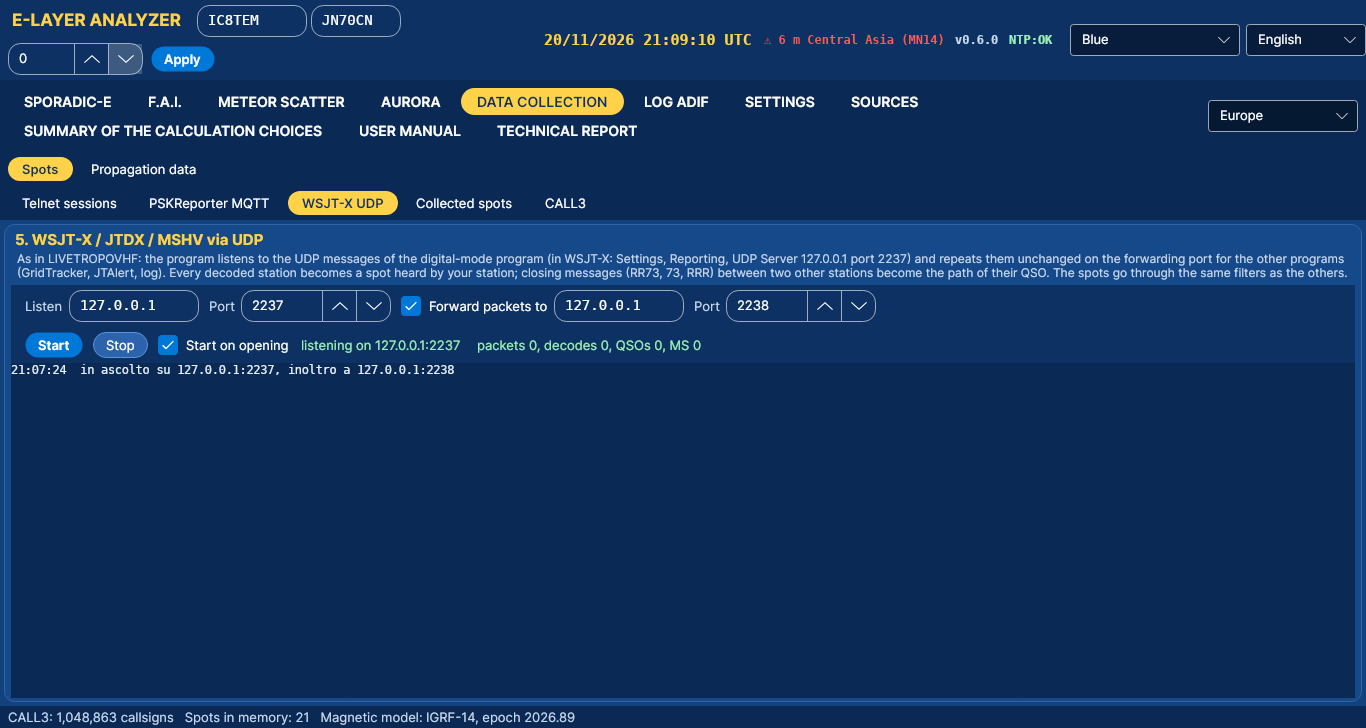 E-LAYER ANALYZER IC8TEM JN70CN
20/11/2026 21:09:10 UTC ⚠ 6 m Central Asia (MN14) v0.6.0 NTP:OK Blue English
0 Apply
SPORADIC-E F.A.I. METEOR SCATTER AURORA DATA COLLECTION LOG ADIF SETTINGS SOURCES
Europe
SUMMARY OF THE CALCULATION CHOICES USER MANUAL TECHNICAL REPORT
Spots Propagation data
Telnet sessions PSKReporter MQTT WSJT-X UDP Collected spots CALL3
5. WSJT-X / JTDX / MSHV via UDP
As in LIVETROPOVHF: the program listens to the UDP messages of the digital-mode program (in WSJT-X: Settings, Reporting, UDP Server 127.0.0.1 port 2237) and repeats them unchanged on the forwarding port for the other programs
(GridTracker, JTAlert, log). Every decoded station becomes a spot heard by your station; closing messages (RR73, 73, RRR) between two other stations become the path of their QSO. The spots go through the same filters as the others.
Listen 127.0.0.1 Port 2237 Forward packets to 127.0.0.1 Port 2238
Start Stop Start on opening listening on 127.0.0.1:2237 packets 0, decodes 0, QSOs 0, MS 0
21:07:24 in ascolto su 127.0.0.1:2237, inoltro a 127.0.0.1:2238
CALL3: 1,048,863 callsigns Spots in memory: 21 Magnetic model: IGRF-14, epoch 2026.89